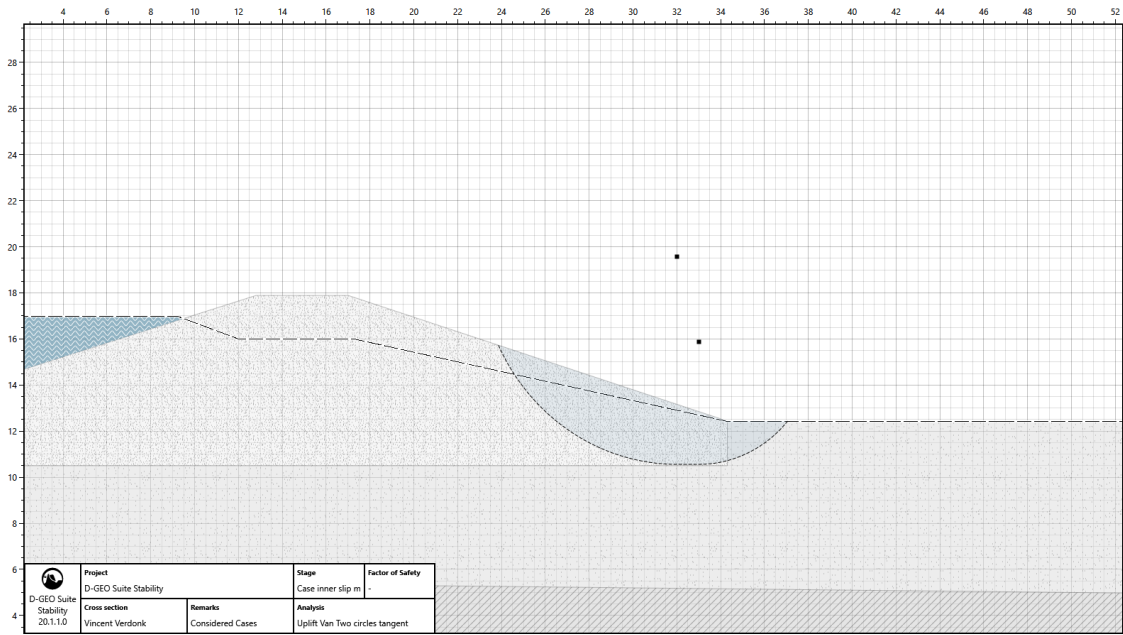 4 6 8 10 12 14 16 18 20 22 24 26 28 30 32 34 36 38 40 42 44 46 48 50 52
28
26
24
22
20
18
16
14
12
10
8
6
4
D-GEO Suite
Stability
20.1.1.0
Project
D-GEO Suite Stability
Stage
Case inner slip m
Factor of Safety
-
Cross section
Vincent Verdonk
Remarks
Considered Cases
Analysis
Uplift Van Two circles tangent